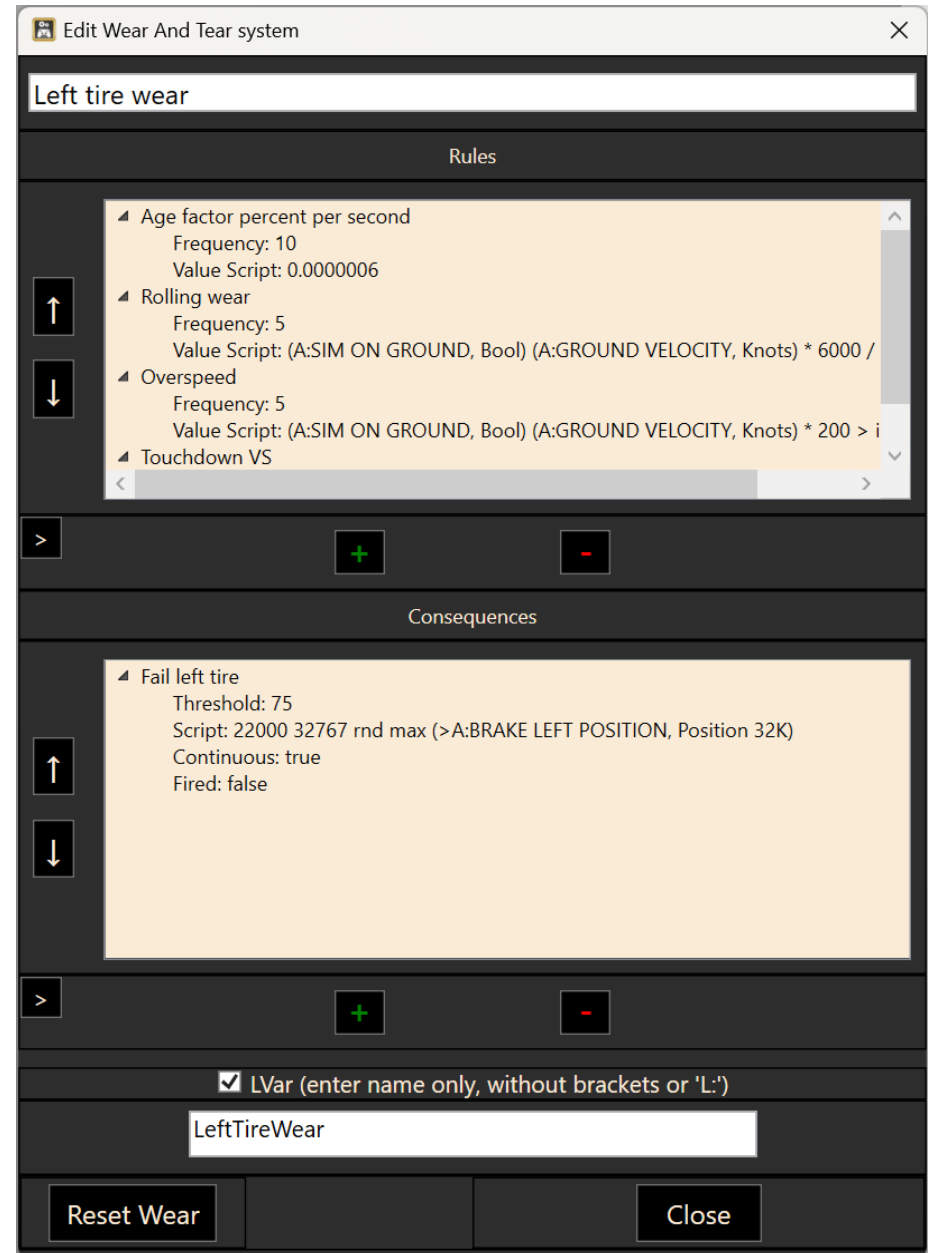 Edit Wear And Tear system
Left tire wear
Rules
Age factor percent per second
Frequency: 10
Value Script: 0.0000006
↑
Rolling wear
Frequency: 5
Value Script: (A:SIM ON GROUND, Bool) (A:GROUND VELOCITY, Knots) * 6000 /
↓
Overspeed
Frequency: 5
Value Script: (A:SIM ON GROUND, Bool) (A:GROUND VELOCITY, Knots) * 200 > i
Touchdown VS
>
+ -
Consequences
Fail left tire
Threshold: 75
Script: 22000 32767 rnd max (>A:BRAKE LEFT POSITION, Position 32K)
↑
Continuous: true
Fired: false
↓
>
+ -
LVar (enter name only, without brackets or 'L:')
LeftTireWear
Reset Wear Close